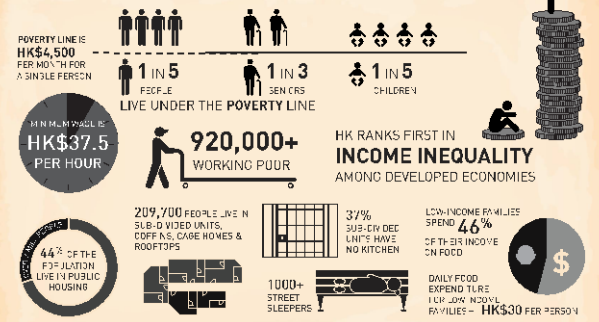 POVERTY LINE IS
HK$4,500
PER MONTH FOR
A SINGLE PERSON
1 IN 5
PEOPLE
1 IN 3
SENIORS
1 IN 5
CHILDREN
LIVE UNDER THE POVERTY LINE
MINIMUM WAGE IS
HK$37.5
PER HOUR
920,000+
WORKING POOR
HK RANKS FIRST IN
INCOME INEQUALITY
AMONG DEVELOPED ECONOMIES
44% OF THE
POPULATION
LIVE IN PUBLIC
HOUSING
209,700 PEOPLE LIVE IN
SUB-DIVIDED UNITS,
COFFINS, CAGE HOMES &
ROOFTOPS
37%
SUB-DIVIDED
UNITS HAVE
NO KITCHEN
1000+
STREET
SLEEPERS
LOW-INCOME FAMILIES
SPEND 46%
OF THEIR INCOME
ON FOOD
$
DAILY FOOD
EXPENDITURE
FOR LOW INCOME
FAMILIES - HK$30 PER PERSON